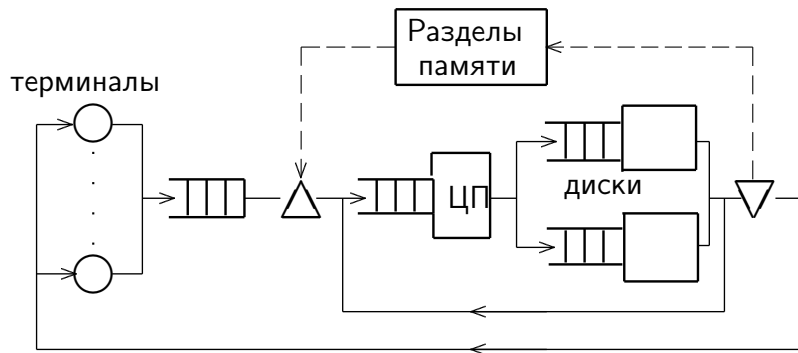 Разделы
памяти
терминалы
ЦП
диски